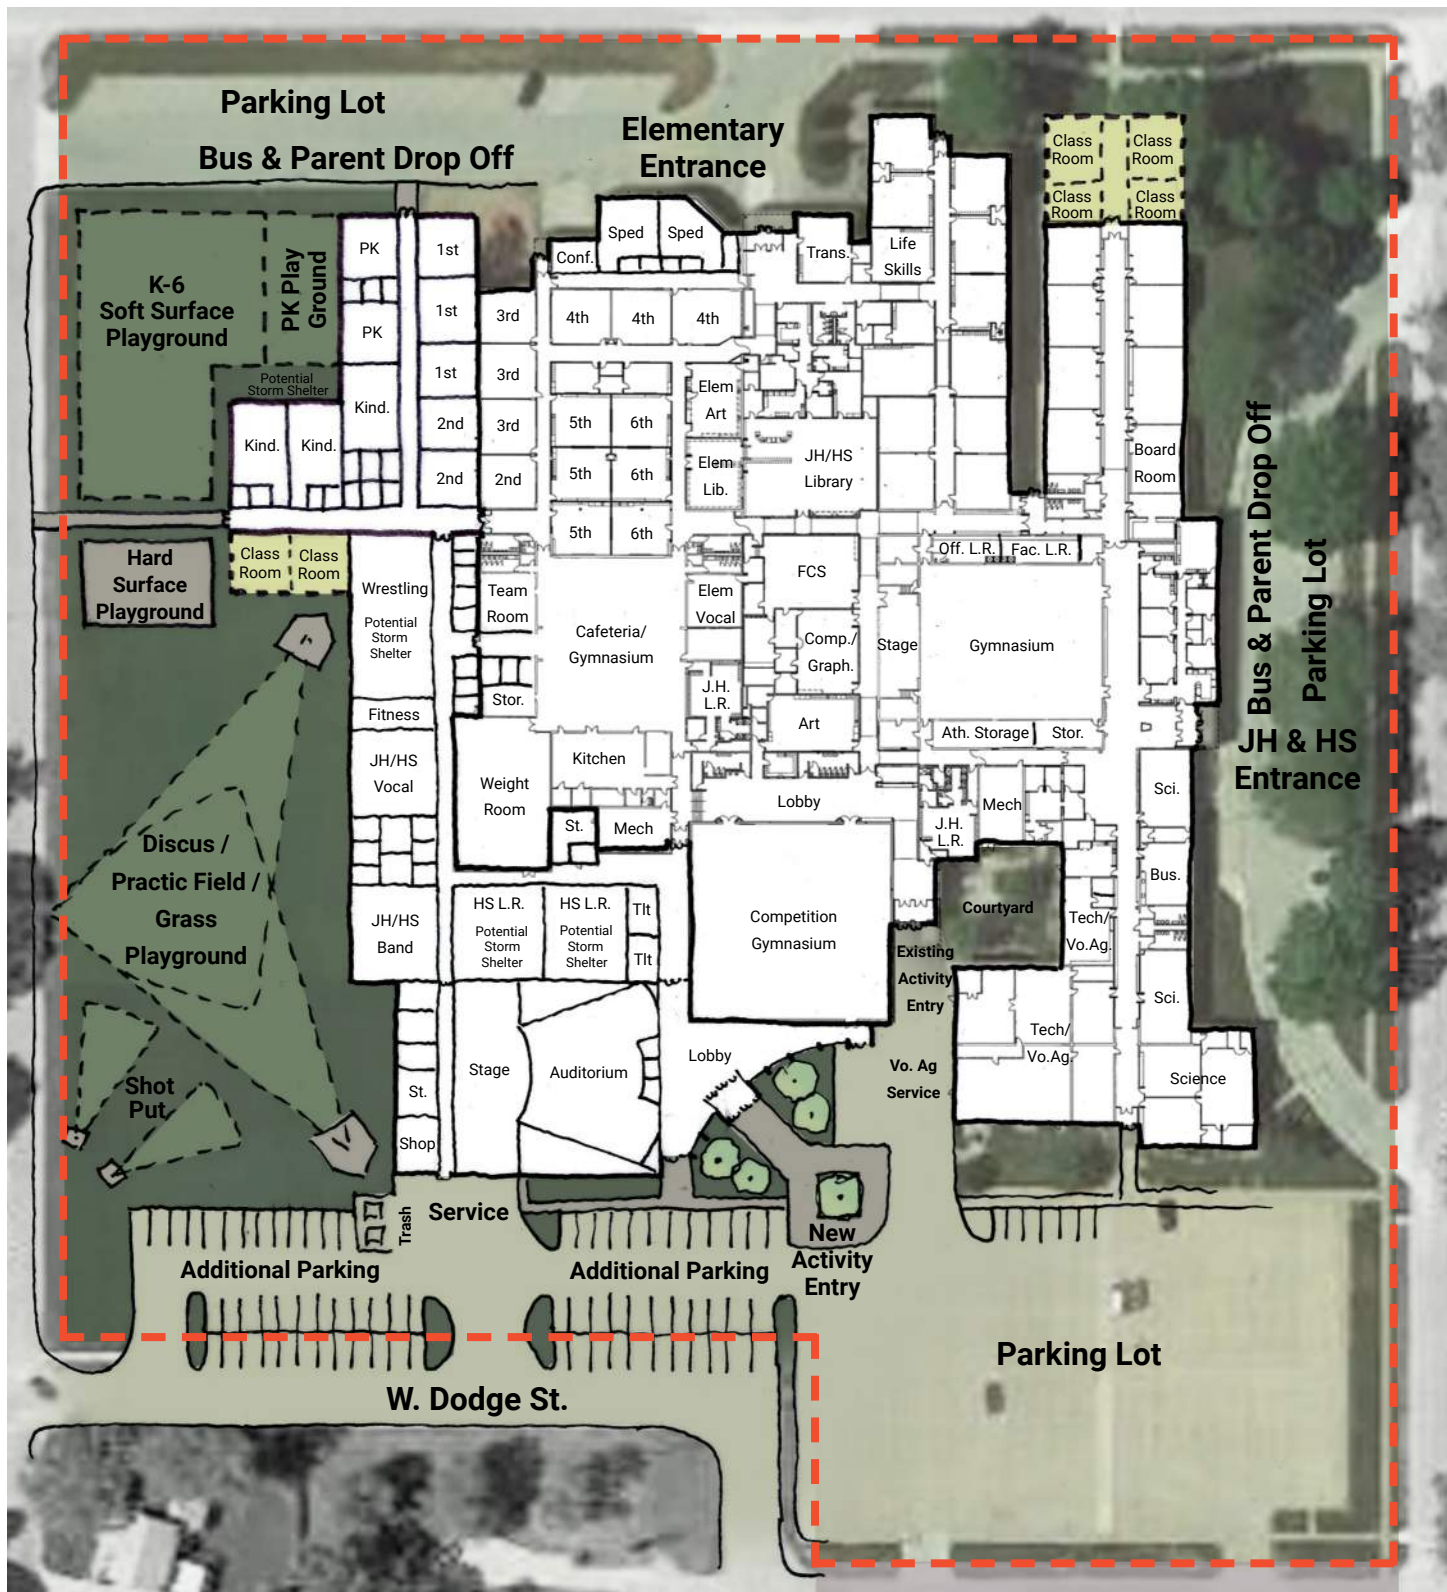 Parking Lot
Bus & Parent Drop Off
Elementary
Entrance
Class
Room
Class
Room
Class
Room
Class
Room
K-6
Soft Surface
Playground
PK Play
Ground
Potential
Storm Shelter
PK
PK
Kind.
Kind.
Kind.
1st
1st
1st
2nd
2nd
3rd
3rd
3rd
2nd
Conf.
Sped
Sped
Trans.
Life
Skills
4th
4th
4th
5th
6th
5th
6th
5th
6th
Elem
Art
Elem
Lib.
JH/HS
Library
Board
Room
Bus & Parent Drop Off
Parking Lot
JH & HS
Entrance
Hard
Surface
Playground
Class
Room
Class
Room
Wrestling
Potential
Storm
Shelter
Fitness
JH/HS
Vocal
JH/HS
Band
Team
Room
Stor.
Weight
Room
Cafeteria/
Gymnasium
Kitchen
St.
Mech
Elem
Vocal
J.H.
L.R.
FCS
Comp./
Graph.
Art
Stage
Off. L.R.
Fac. L.R.
Gymnasium
Ath. Storage
Stor.
Lobby
J.H.
L.R.
Mech
Sci.
Bus.
Sci.
Science
Courtyard
Tech/
Vo.Ag.
Tech/
Vo.Ag.
Competition
Gymnasium
Existing
Activity
Entry
Vo. Ag
Service
HS L.R.
Potential
Storm
Shelter
HS L.R.
Potential
Storm
Shelter
Tlt
Tlt
Discus /
Practic Field /
Grass
Playground
Shot
Put
St.
Shop
Stage
Auditorium
Lobby
Trash
Service
New
Activity
Entry
Additional Parking
Additional Parking
Parking Lot
W. Dodge St.